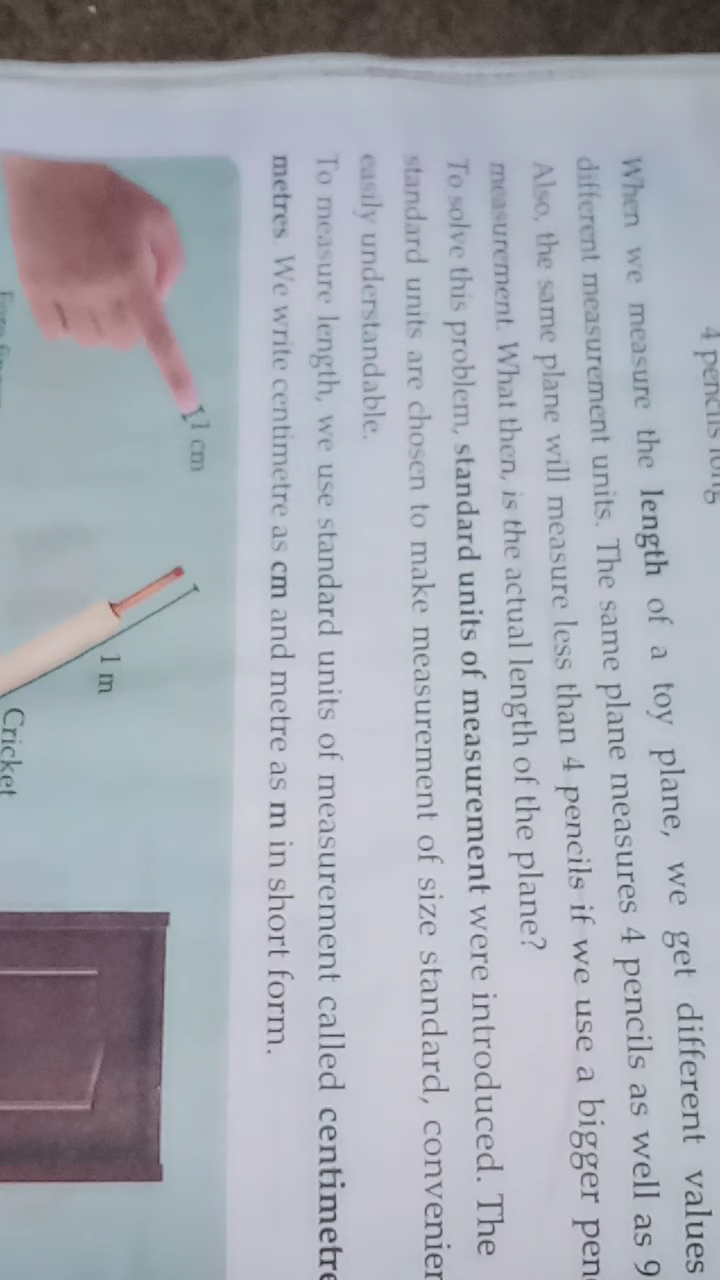 4 pencils long
When we measure the length of a toy plane, we get different values
different measurement units. The same plane measures 4 pencils as well as 9
Also, the same plane will measure less than 4 pencils if we use a bigger pen
measurement. What then, is the actual length of the plane?
To solve this problem, standard units of measurement were introduced. The
standard units are chosen to make measurement of size standard, convenien
easily understandable.
To measure length, we use standard units of measurement called centimetre
metres. We write centimetre as cm and metre as m in short form.
1 cm
1 m
Cricket